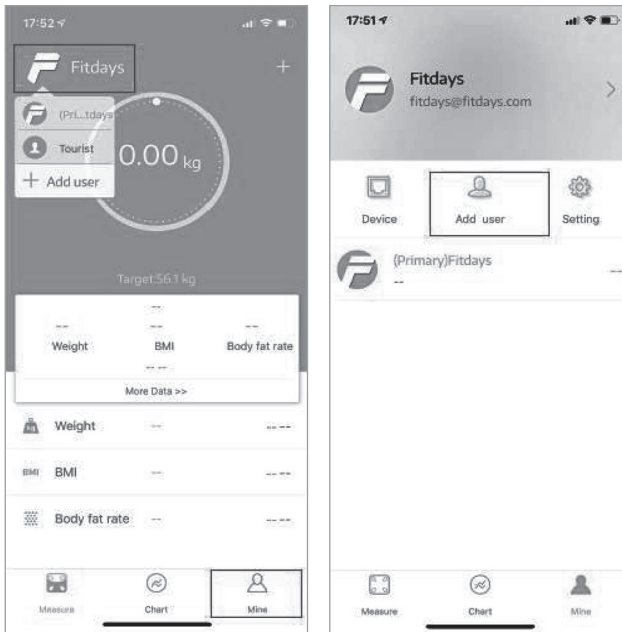 17:52
Fitdays
+
(Pri...tdays
Tourist
+ Add user
0.00 kg
Target:56.1 kg
--
-- -- --
Weight BMI Body fat rate
-- --
More Data >>
Weight -- -- --
BMI BMI -- -- --
Body fat rate -- -- --
Measure Chart Mine
17:51
Fitdays
fitdays@fitdays.com
Device Add user Setting
(Primary)Fitdays
-- --
Measure Chart Mine